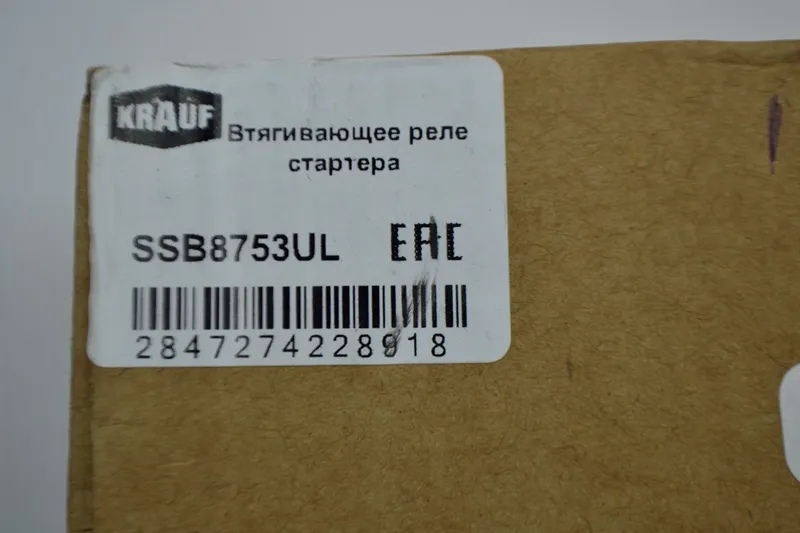 KRAUF
Втягивающее реле
стартера
SSB8753UL EAC
2847274228918